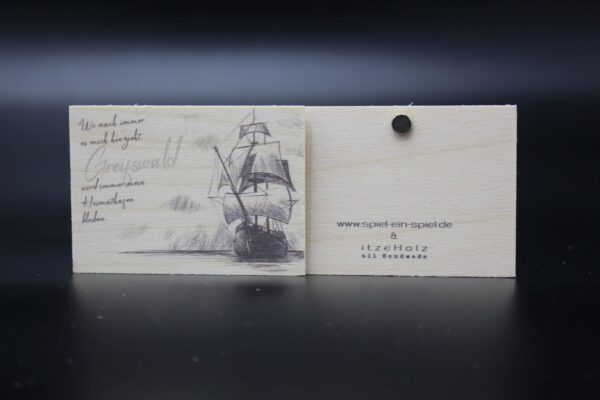 Wo auch immer
es mich hinzieht
Greifswald
wird immer mein
Heimathafen
bleiben
www.spiel-ein-spiel.de
&
itzeHolz
all Handmade